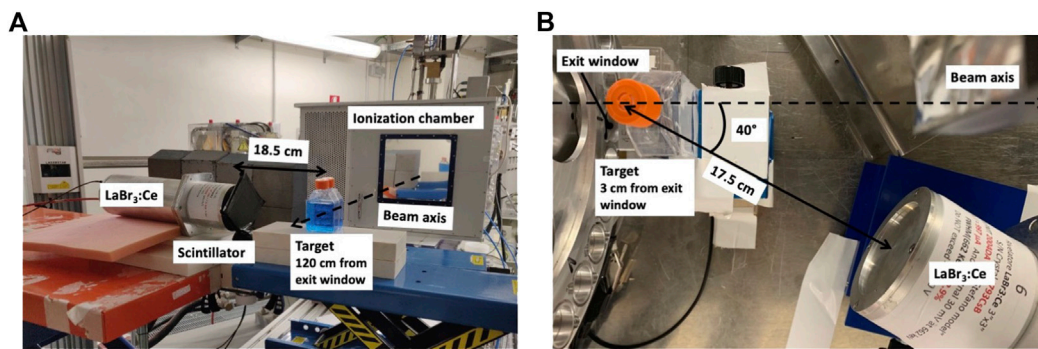 A
B
Ionization chamber
18.5 cm
LaBr3:Ce
Beam axis
Scintillator
Target
120 cm from
exit window
Exit window
Beam axis
40°
Target
3 cm from exit
window
17.5 cm
LaBr3:Ce